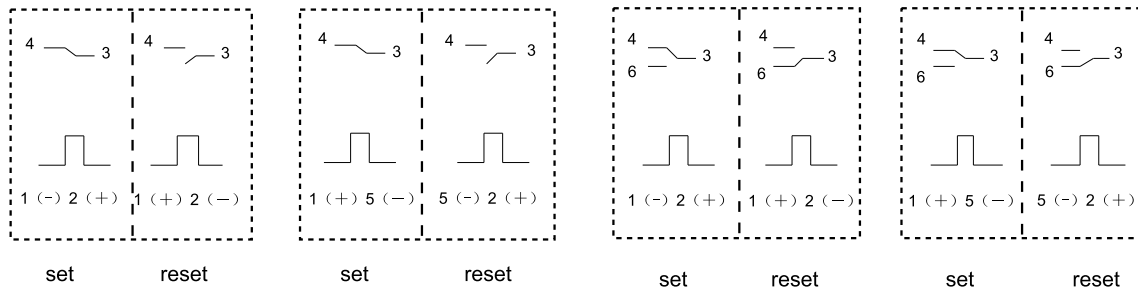 4 3 4 3
4 3 4 3
4 3 6 4 3 6
4 3 6 4 3 6
1 (-) 2 (+) 1 (+) 2 (—)
1 (+) 5 (—) 5 (-) 2 (+)
1 (-) 2 (+) 1 (+) 2 (—)
1 (+) 5 (—) 5 (-) 2 (+)
set reset
set reset
set reset
set reset